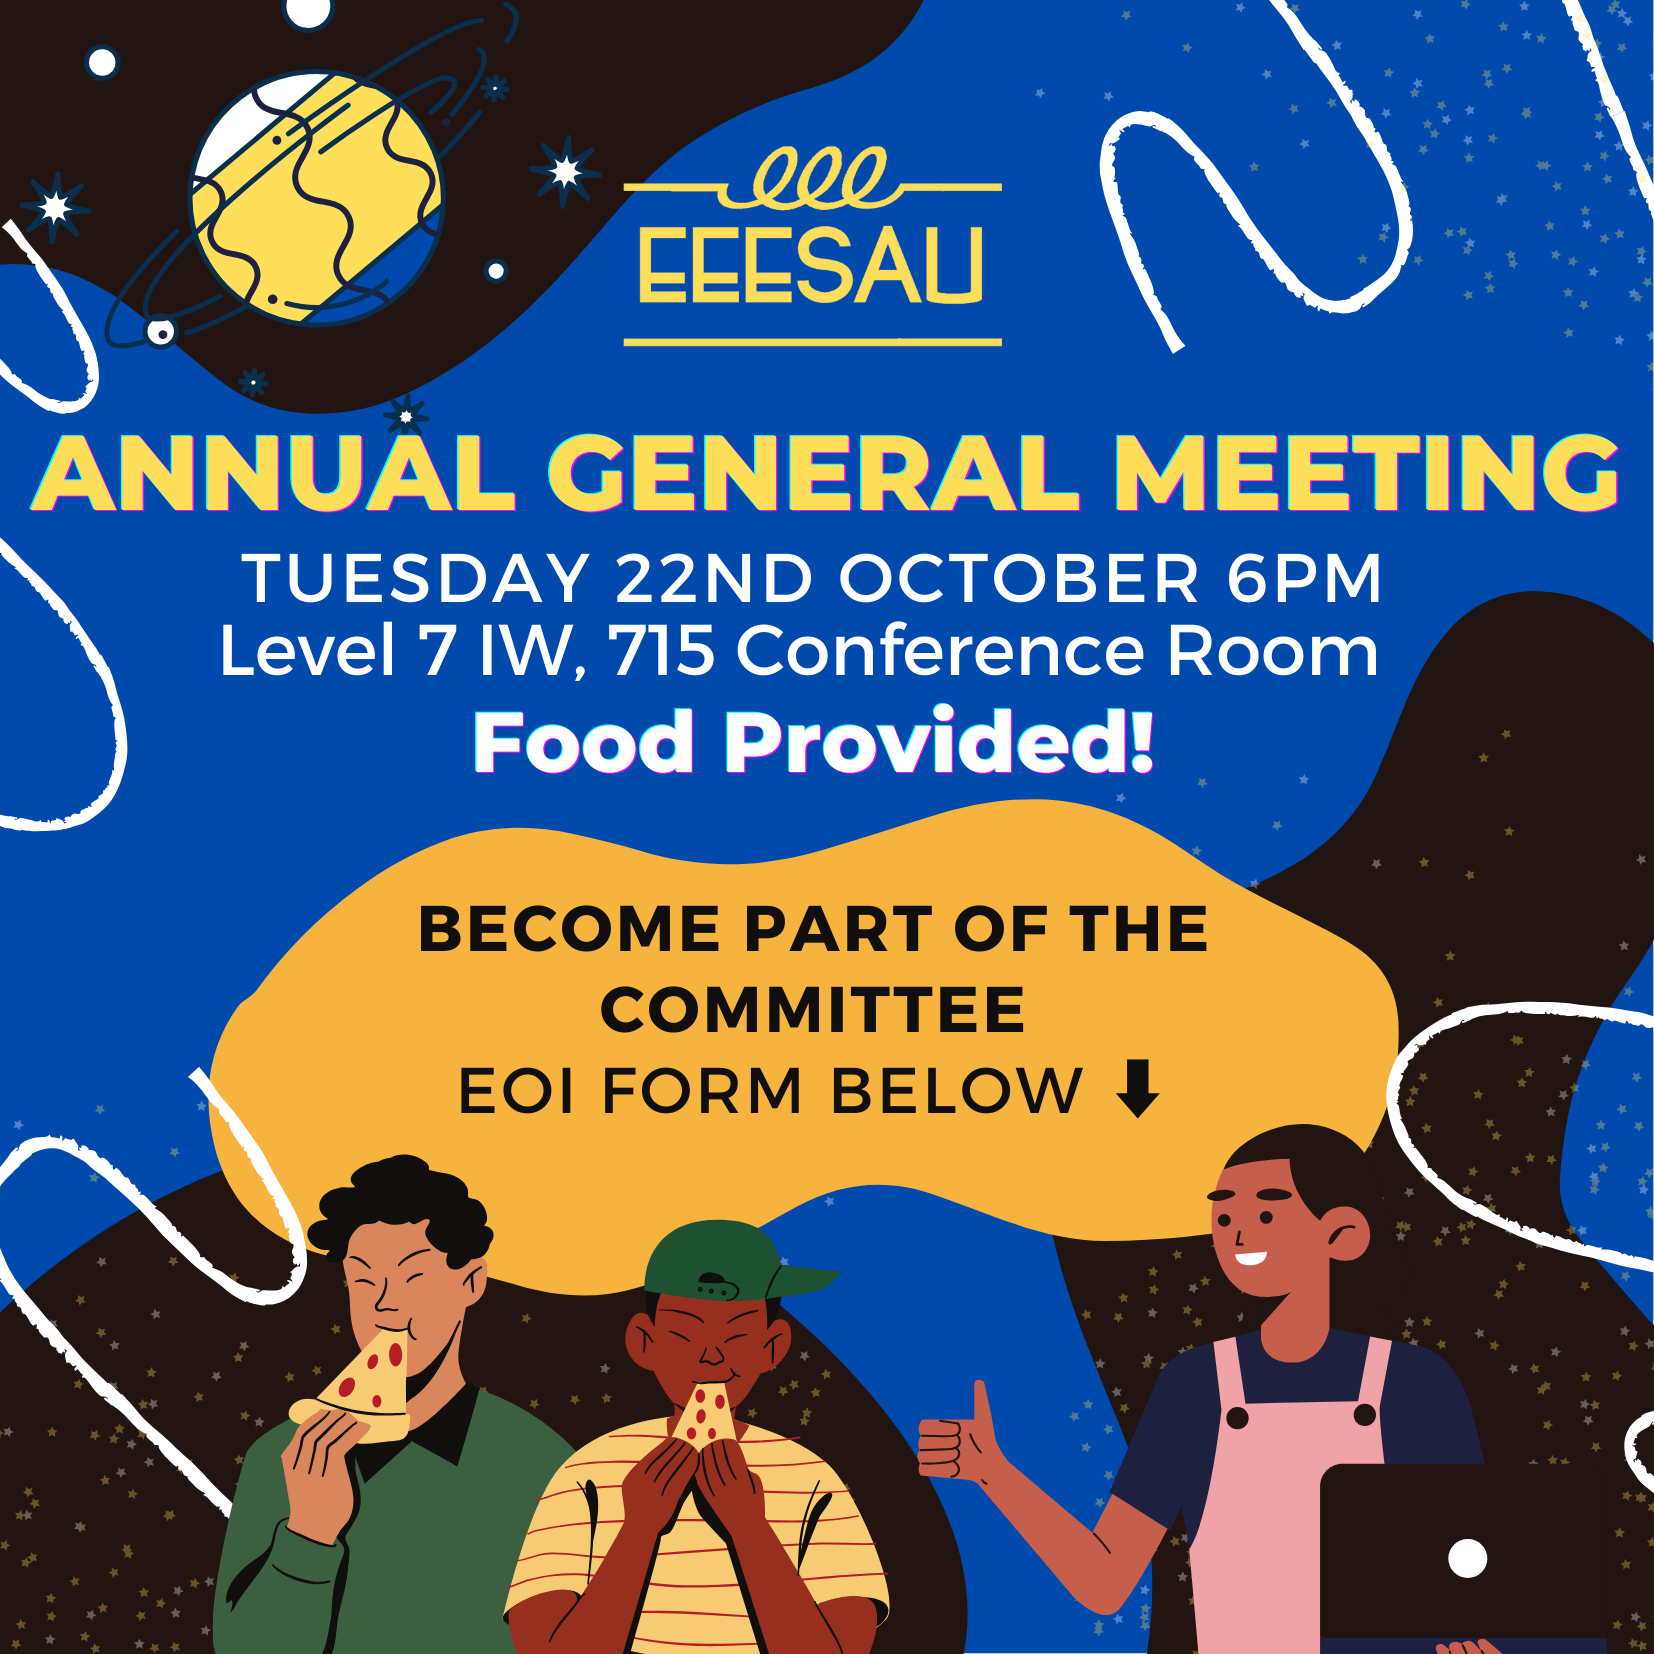 EEESAU
ANNUAL GENERAL MEETING
TUESDAY 22ND OCTOBER 6PM
Level 7 IW, 715 Conference Room
Food Provided!
BECOME PART OF THE
COMMITTEE
EOI FORM BELOW